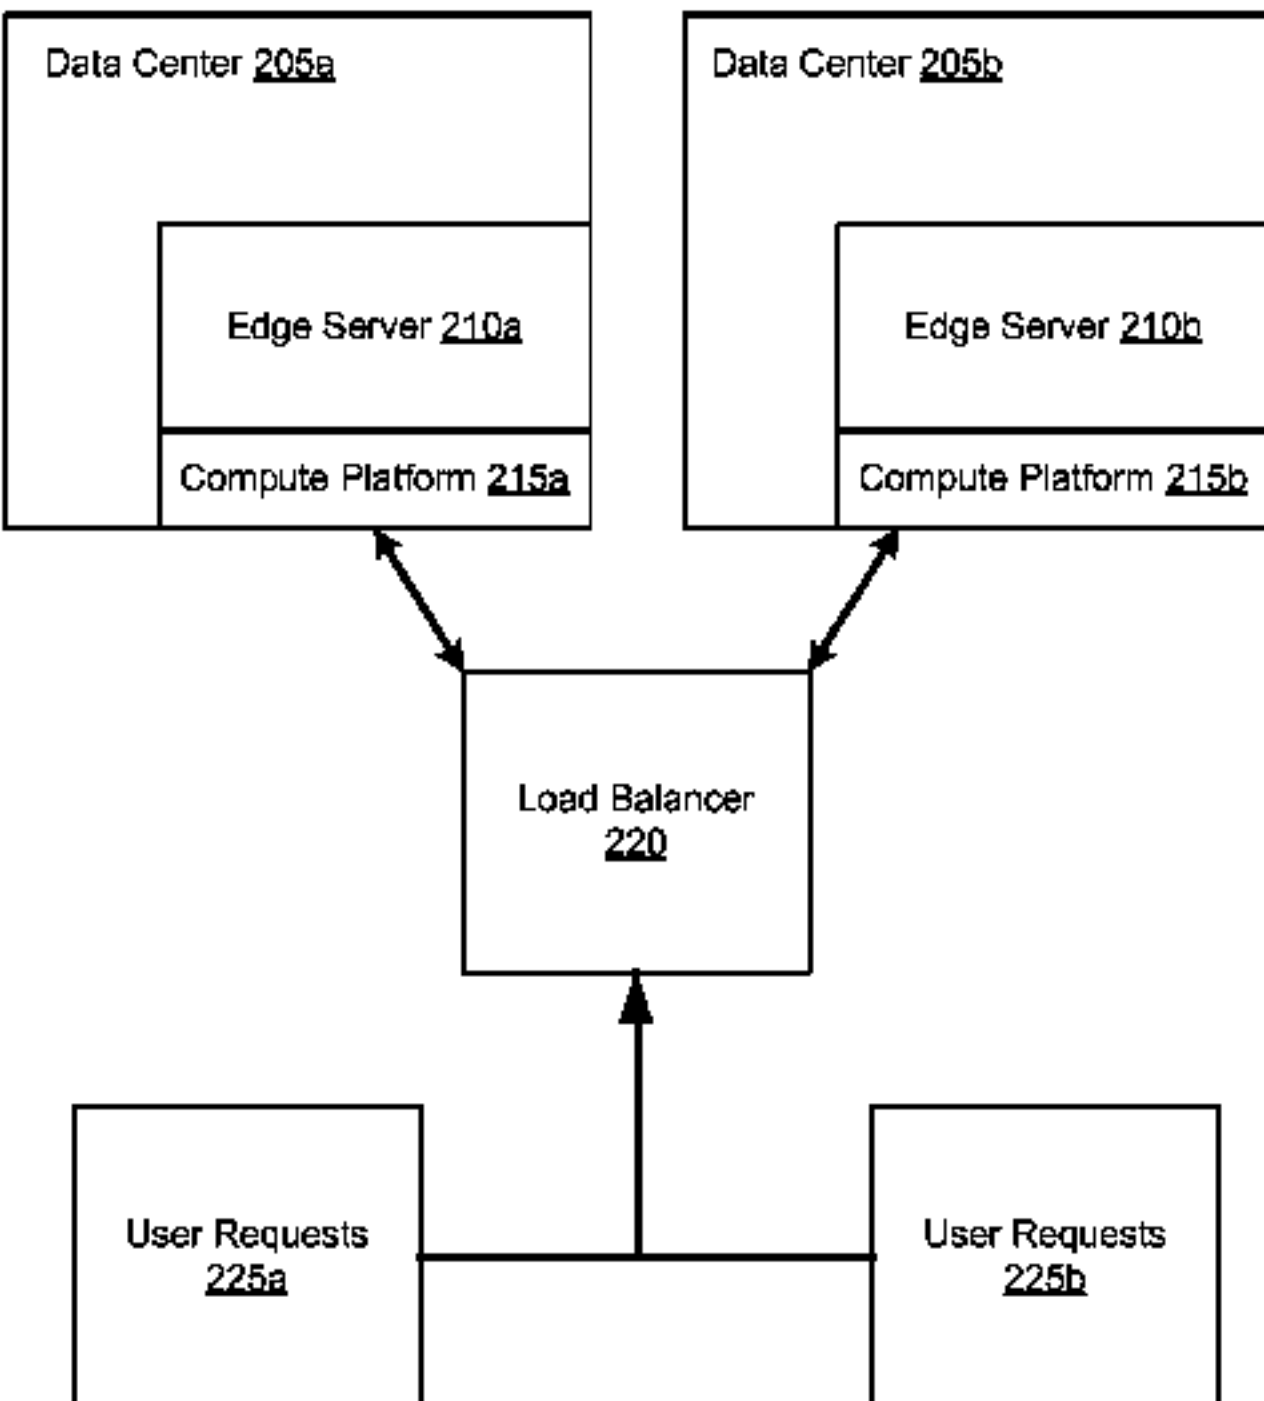 Data Center 205a
Data Center 205b
Edge Server 210a
Edge Server 210b
Compute Platform 215a
Compute Platform 215b
Load Balancer
220
User Requests
225a
User Requests
225b